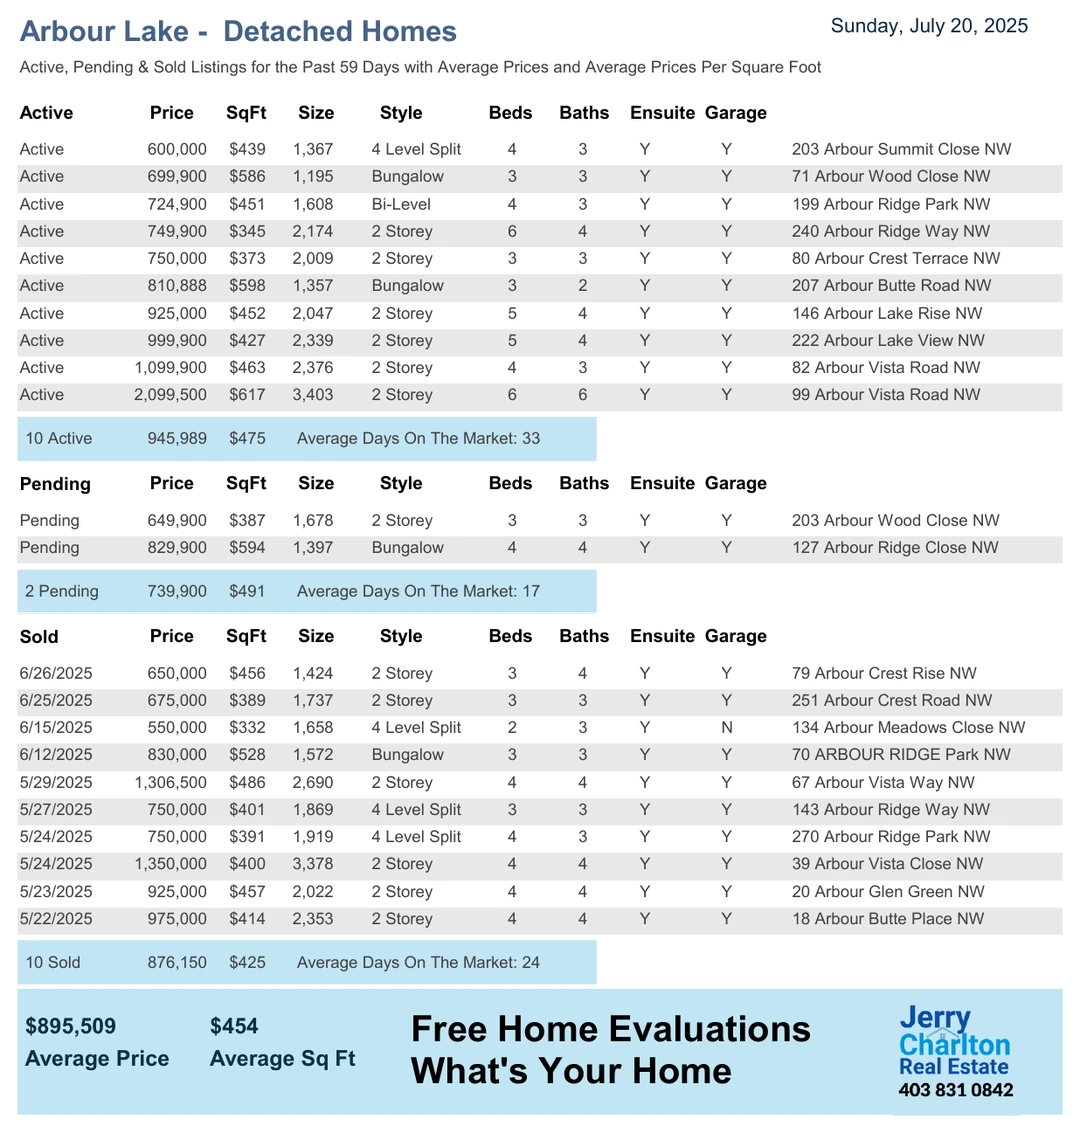 Arbour Lake - Detached Homes
Sunday, July 20, 2025
Active, Pending & Sold Listings for the Past 59 Days with Average Prices and Average Prices Per Square Foot
Active Price SqFt Size Style Beds Baths Ensuite Garage
Active 600,000 $439 1,367 4 Level Split 4 3 Y Y 203 Arbour Summit Close NW
Active 699,900 $586 1,195 Bungalow 3 3 Y Y 71 Arbour Wood Close NW
Active 724,900 $451 1,608 Bi-Level 4 3 Y Y 199 Arbour Ridge Park NW
Active 749,900 $345 2,174 2 Storey 6 4 Y Y 240 Arbour Ridge Way NW
Active 750,000 $373 2,009 2 Storey 3 3 Y Y 80 Arbour Crest Terrace NW
Active 810,888 $598 1,357 Bungalow 3 2 Y Y 207 Arbour Butte Road NW
Active 925,000 $452 2,047 2 Storey 5 4 Y Y 146 Arbour Lake Rise NW
Active 999,900 $427 2,339 2 Storey 5 4 Y Y 222 Arbour Lake View NW
Active 1,099,900 $463 2,376 2 Storey 4 3 Y Y 82 Arbour Vista Road NW
Active 2,099,500 $617 3,403 2 Storey 6 6 Y Y 99 Arbour Vista Road NW
10 Active 945,989 $475 Average Days On The Market: 33
Pending Price SqFt Size Style Beds Baths Ensuite Garage
Pending 649,900 $387 1,678 2 Storey 3 3 Y Y 203 Arbour Wood Close NW
Pending 829,900 $594 1,397 Bungalow 4 4 Y Y 127 Arbour Ridge Close NW
2 Pending 739,900 $491 Average Days On The Market: 17
Sold Price SqFt Size Style Beds Baths Ensuite Garage
6/26/2025 650,000 $456 1,424 2 Storey 3 4 Y Y 79 Arbour Crest Rise NW
6/25/2025 675,000 $389 1,737 2 Storey 3 3 Y Y 251 Arbour Crest Road NW
6/15/2025 550,000 $332 1,658 4 Level Split 2 3 Y N 134 Arbour Meadows Close NW
6/12/2025 830,000 $528 1,572 Bungalow 3 3 Y Y 70 ARBOUR RIDGE Park NW
5/29/2025 1,306,500 $486 2,690 2 Storey 4 4 Y Y 67 Arbour Vista Way NW
5/27/2025 750,000 $401 1,869 4 Level Split 3 3 Y Y 143 Arbour Ridge Way NW
5/24/2025 750,000 $391 1,919 4 Level Split 4 3 Y Y 270 Arbour Ridge Park NW
5/24/2025 1,350,000 $400 3,378 2 Storey 4 4 Y Y 39 Arbour Vista Close NW
5/23/2025 925,000 $457 2,022 2 Storey 4 4 Y Y 20 Arbour Glen Green NW
5/22/2025 975,000 $414 2,353 2 Storey 4 4 Y Y 18 Arbour Butte Place NW
10 Sold 876,150 $425 Average Days On The Market: 24
$895,509 $454
Average Price Average Sq Ft
Free Home Evaluations
What's Your Home
Jerry
Charlton
Real Estate
403 831 0842